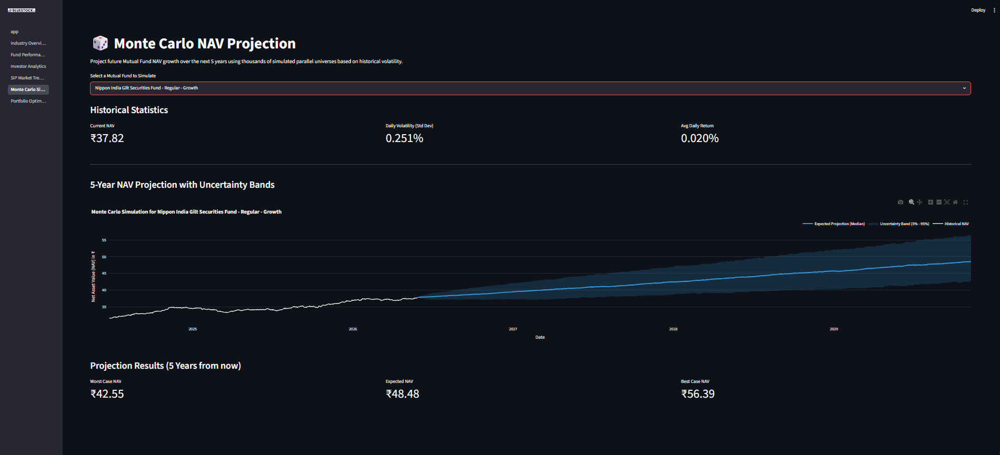 BLUESTOCK
Deploy
app
Industry Overvi...
Fund Performa...
Investor Analytics
SIP Market Tre...
Monte Carlo Si...
Portfolio Optim...
Monte Carlo NAV Projection
Project future Mutual Fund NAV growth over the next 5 years using thousands of simulated parallel universes based on historical volatility.
Select a Mutual Fund to Simulate
Nippon India Gilt Securities Fund - Regular - Growth
Historical Statistics
Current NAV
₹37.82
Daily Volatility (Std Dev)
0.251%
Avg Daily Return
0.020%
5-Year NAV Projection with Uncertainty Bands
Monte Carlo Simulation for Nippon India Gilt Securities Fund - Regular - Growth
Expected Projection (Median)
Uncertainty Band (5% - 95%)
Historical NAV
Net Asset Value (NAV) in ₹
55
50
45
40
35
2025
2026
2027
2028
2029
Date
Projection Results (5 Years from now)
Worst Case NAV
₹42.55
Expected NAV
₹48.48
Best Case NAV
₹56.39